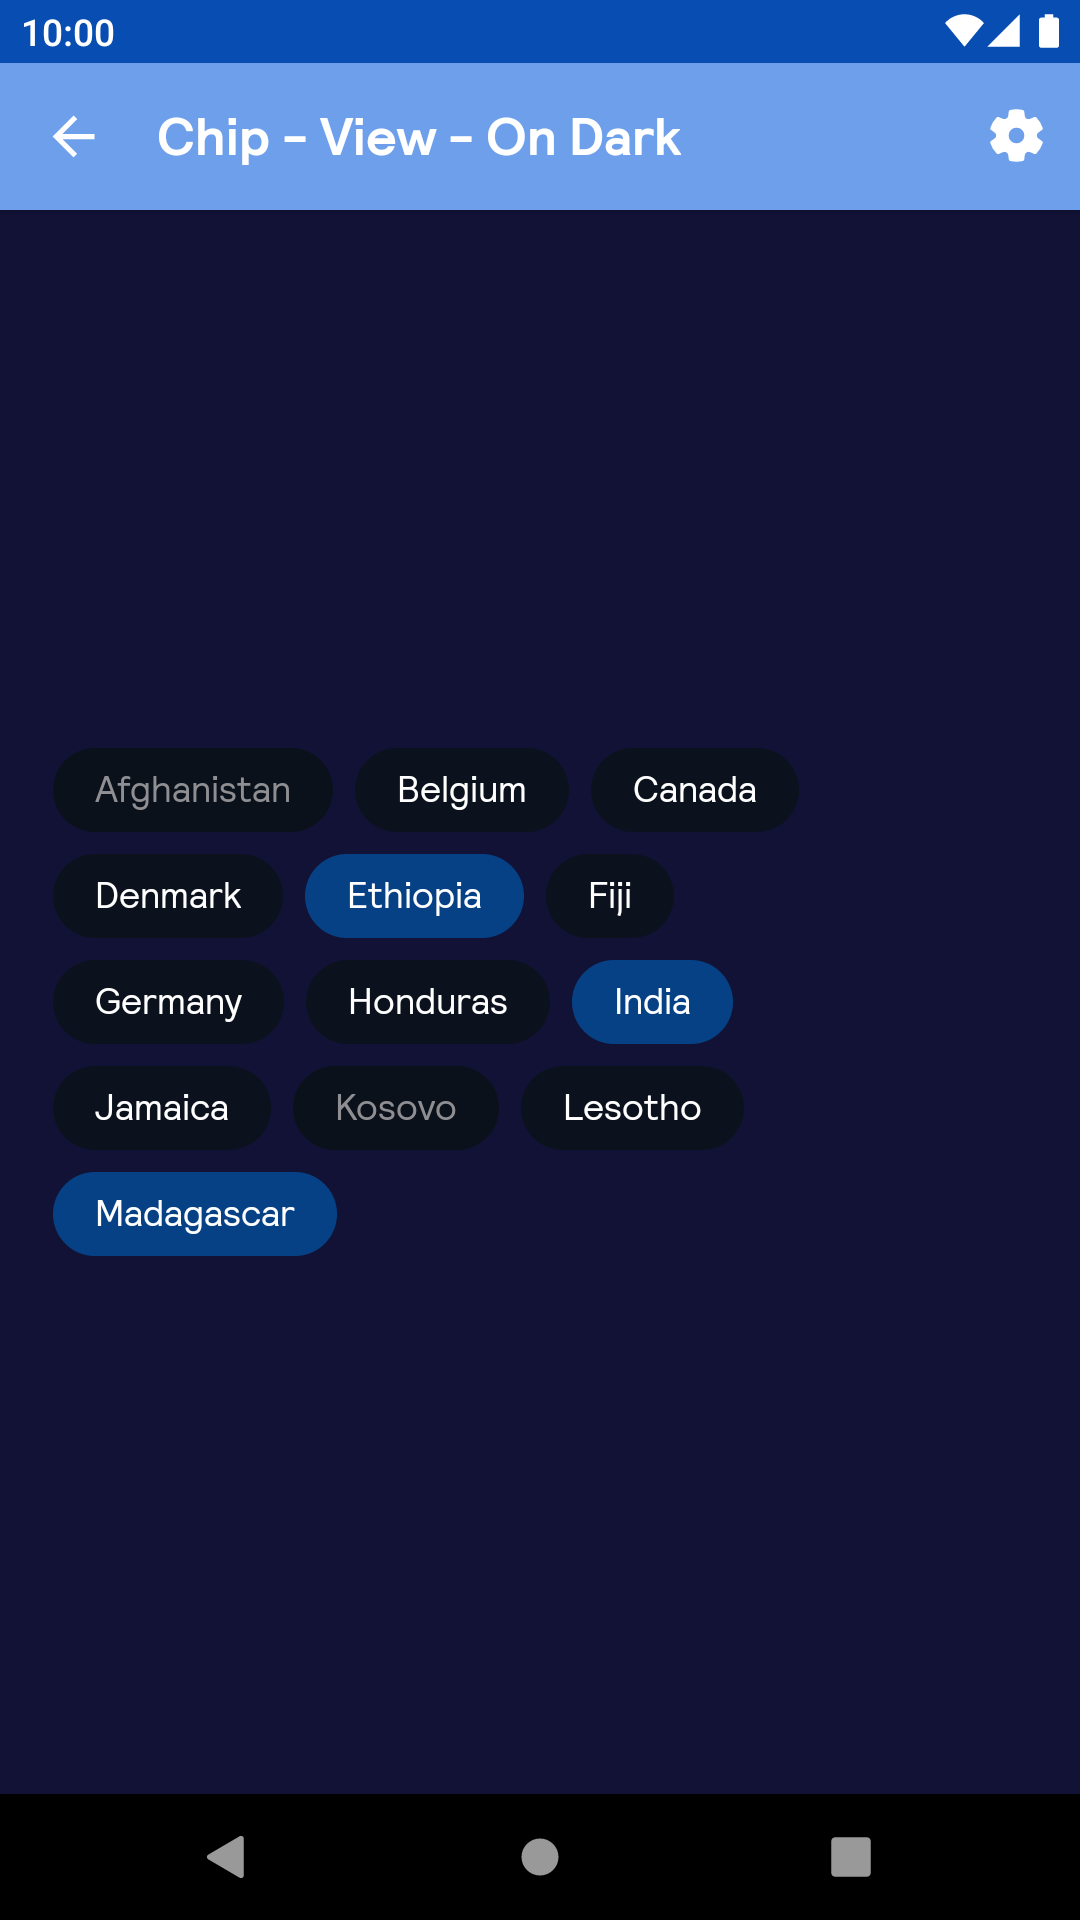 10:00
Chip - View - On Dark
Afghanistan Belgium Canada
Denmark Ethiopia Fiji
Germany Honduras India
Jamaica Kosovo Lesotho
Madagascar